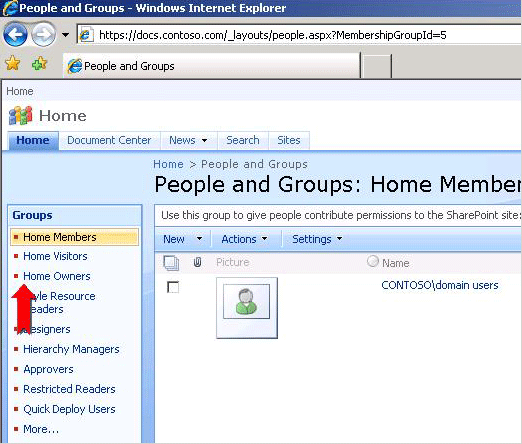 People and Groups - Windows Internet Explorer
https://docs.contoso.com/_layouts/people.aspx?MembershipGroupId=5
People and Groups
Home
Home
Home Document Center News Search Sites
Home > People and Groups
People and Groups: Home Member
Groups
Use this group to give people contribute permissions to the SharePoint site:
Home Members
New Actions Settings
Home Visitors
Picture Name
Home Owners
CONTOSO\domain users
yle Resource
eaders
esigners
Hierarchy Managers
Approvers
Restricted Readers
Quick Deploy Users
More...